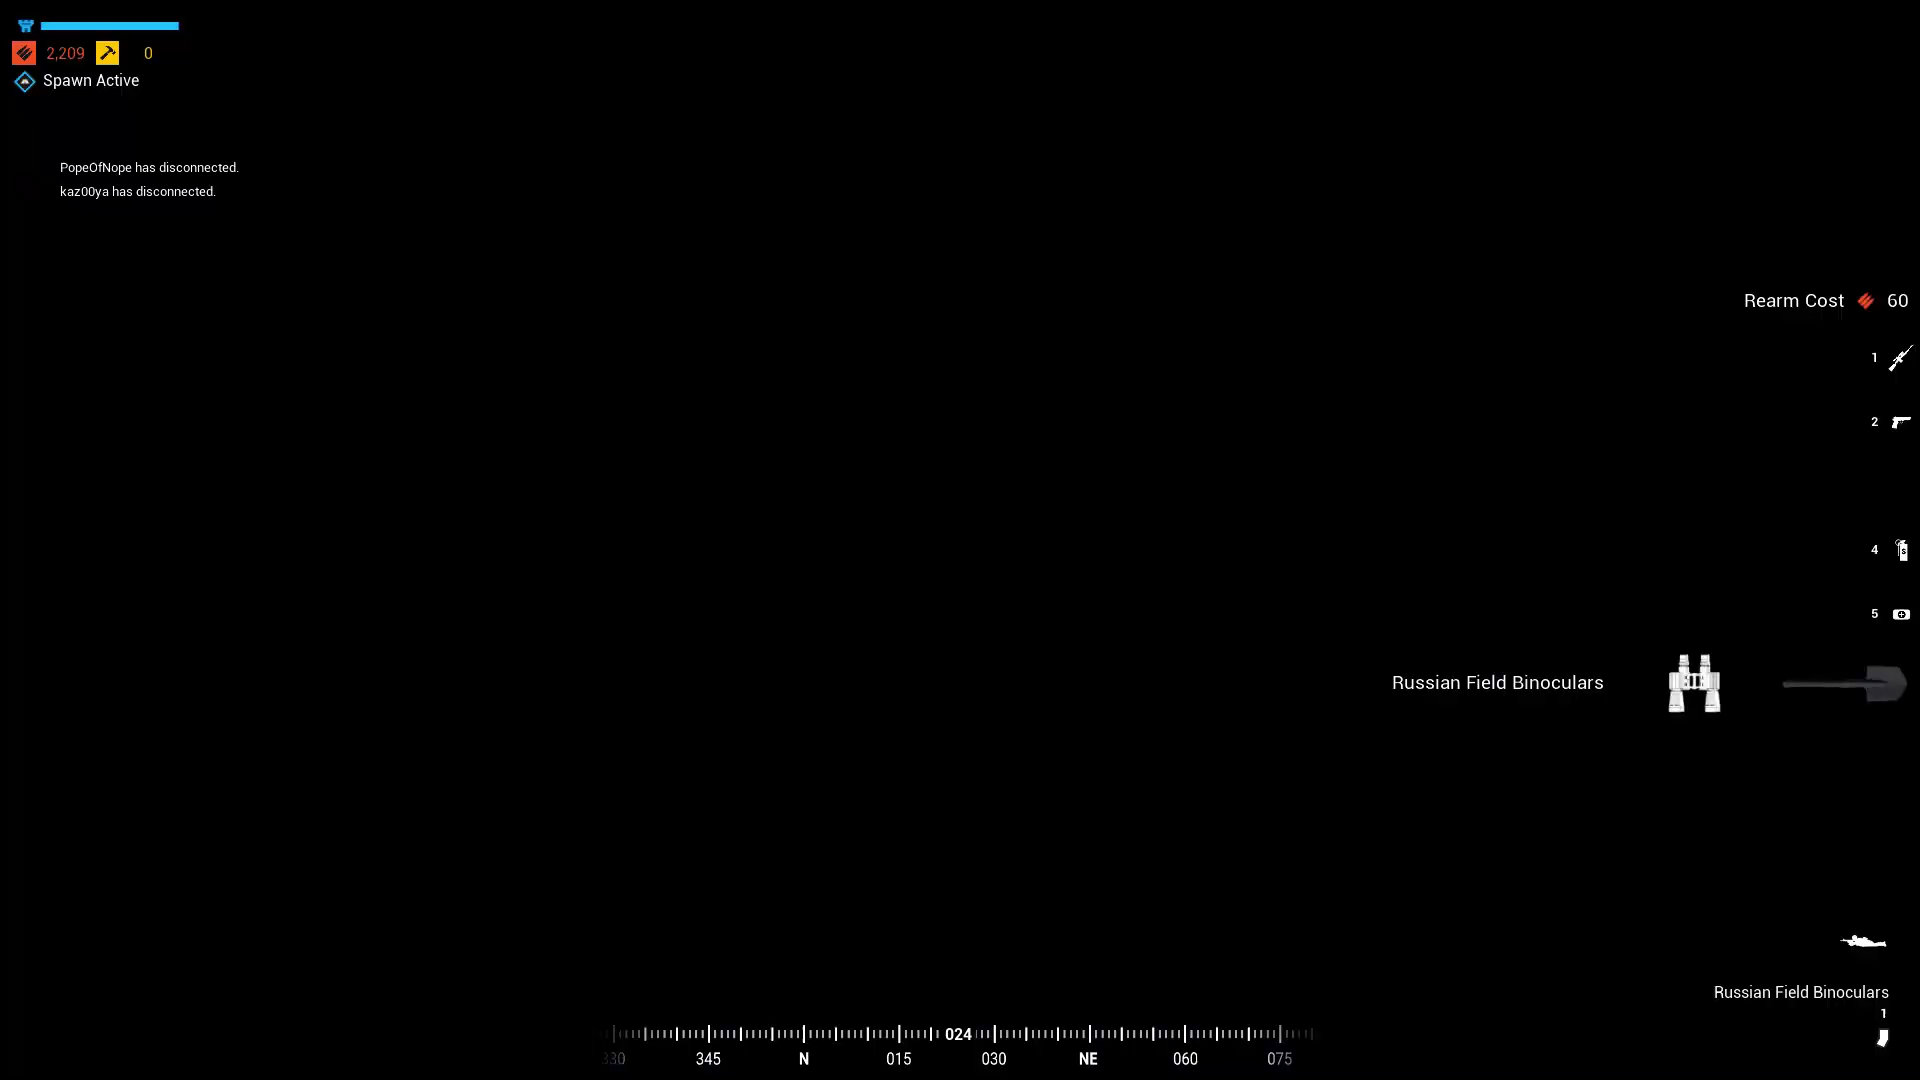 2,209 0
Spawn Active
PopeOfNope has disconnected.
kaz00ya has disconnected.
Rearm Cost 60
1
2
4
5
Russian Field Binoculars
Russian Field Binoculars
1
024
330 345 N 015 030 NE 060 075